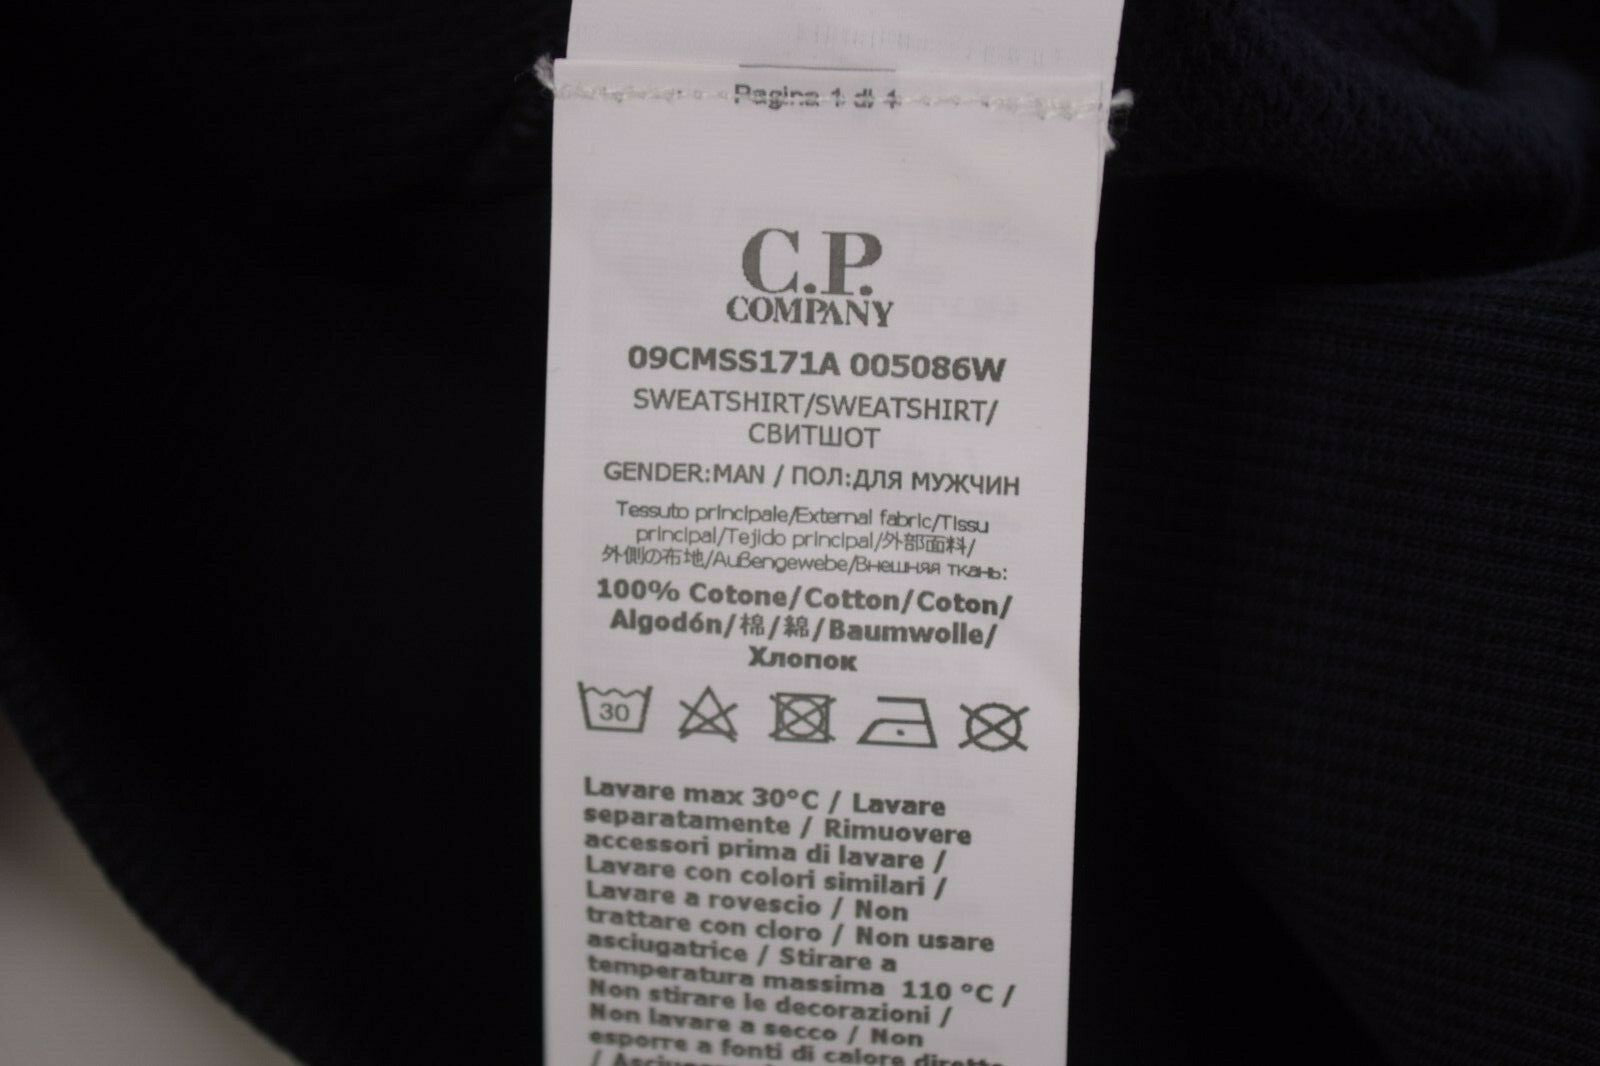 Pagina 1 di 4
C.P.
COMPANY
09CMSS171A 005086W
SWEATSHIRT/SWEATSHIRT/
СВИТШОТ
GENDER:MAN / ПОЛ:ДЛЯ МУЖЧИН
Tessuto principale/External fabric/Tissu
principal/Tejido principal/外部面料/
外側の布地/Außengewebe/Внешняя ткань:
100% Cotone/Cotton/Coton/
Algodón/棉/綿/Baumwolle/
Хлопок
30
Lavare max 30°C / Lavare
separatamente / Rimuovere
accessori prima di lavare /
Lavare con colori similari /
Lavare a rovescio / Non
trattare con cloro / Non usare
asciugatrice / Stirare a
temperatura massima 110 °C /
Non stirare le decorazioni /
Non lavare a secco / Non
esporre a fonti di calore dirette
/